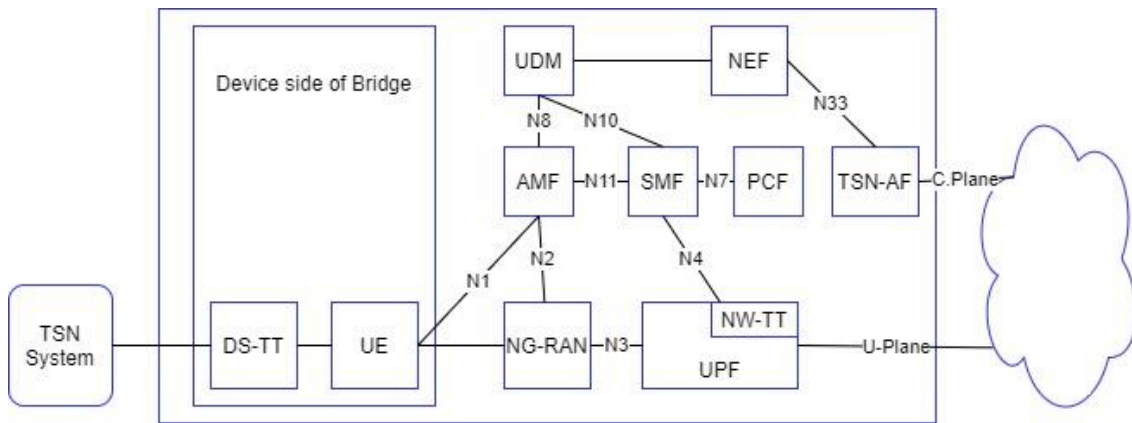 UDM
NEF
Device side of Bridge
N33
N8
N10
AMF
N11
SMF
N7
PCF
TSN-AF
C.Plane
N1
N2
N4
TSN
System
DS-TT
UE
NG-RAN
N3
NW-TT
UPF
U-Plane